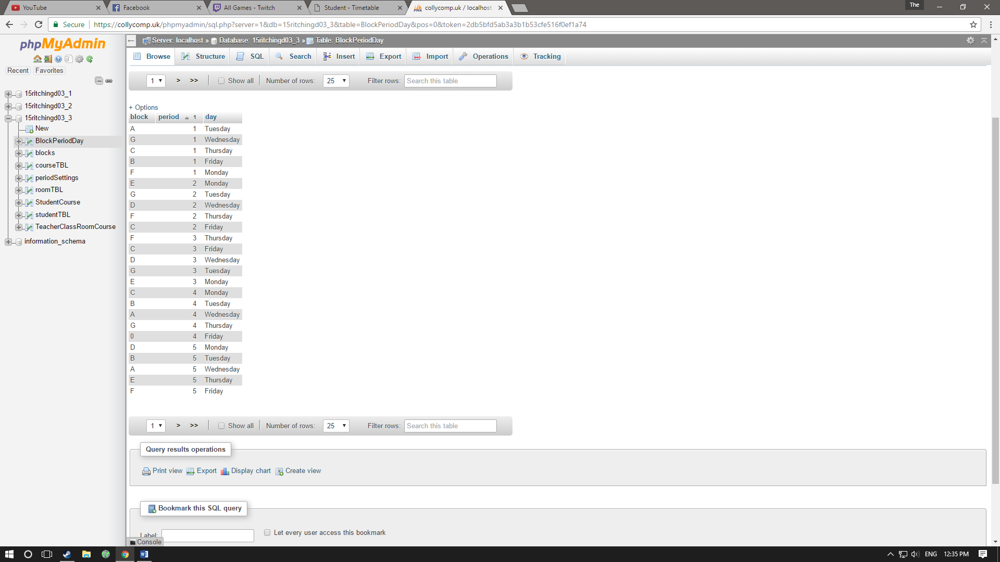 YouTube Facebook All Games - Twitch Student - Timetable collycomp.uk / localhost The
Secure https://collycomp.uk/phpmyadmin/sql.php?server=1&db=15ritchingd03_3&table=BlockPeriodDay&pos=0&token=2db5bfd5ab3a3b1b53cfe516f0ef1a74
phpMyAdmin
Recent Favorites
15ritchingd03_1
15ritchingd03_2
15ritchingd03_3
New
BlockPeriodDay
blocks
courseTBL
periodSettings
roomTBL
StudentCourse
studentTBL
TeacherClassRoomCourse
information_schema
Server: localhost » Database: 15ritchingd03_3 » Table: BlockPeriodDay
Browse Structure SQL Search Insert Export Import Operations Tracking
1 > >> Show all Number of rows: 25 Filter rows: Search this table
+ Options
block period 1 day
A 1 Tuesday
G 1 Wednesday
C 1 Thursday
B 1 Friday
F 1 Monday
E 2 Monday
G 2 Tuesday
D 2 Wednesday
F 2 Thursday
C 2 Friday
F 3 Thursday
C 3 Friday
D 3 Wednesday
G 3 Tuesday
E 3 Monday
C 4 Monday
B 4 Tuesday
A 4 Wednesday
G 4 Thursday
0 4 Friday
D 5 Monday
B 5 Tuesday
A 5 Wednesday
E 5 Thursday
F 5 Friday
1 > >> Show all Number of rows: 25 Filter rows: Search this table
Query results operations
Print view Export Display chart Create view
Bookmark this SQL query
Label: Let every user access this bookmark
Console
ENG 12:35 PM